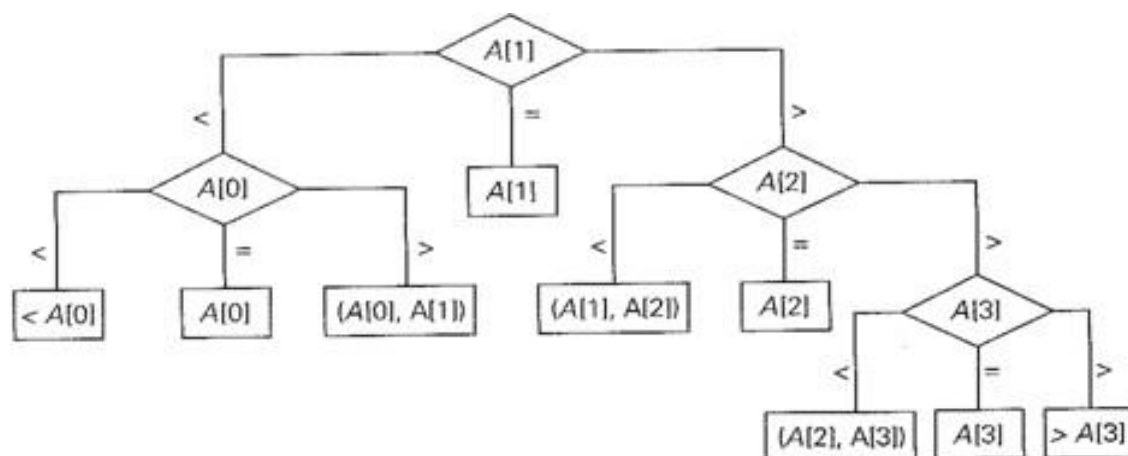 A[1]
< = >
A[0] A[1] A[2]
< = > < = >
< A[0] A[0] (A[0], A[1]) (A[1], A[2]) A[2] A[3]
< = >
(A[2], A[3]) A[3] > A[3]